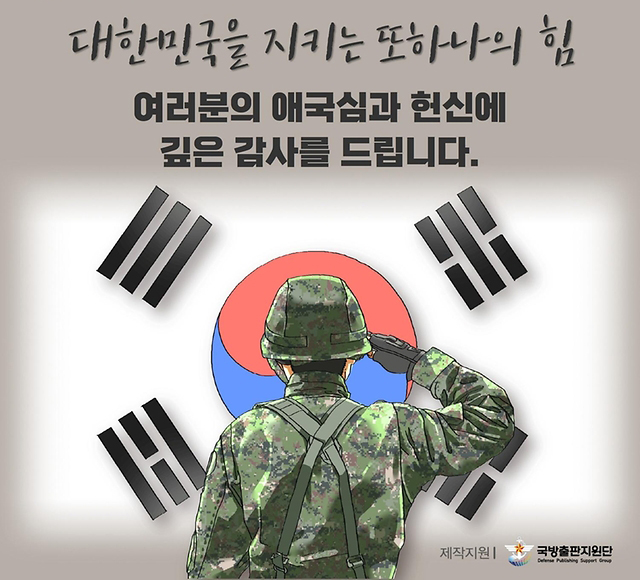 대한민국을 지키는 또하나의 힘
여러분의 애국심과 헌신에
깊은 감사를 드립니다.
제작지원 | 국방출판지원단
Defense Publishing Support Group